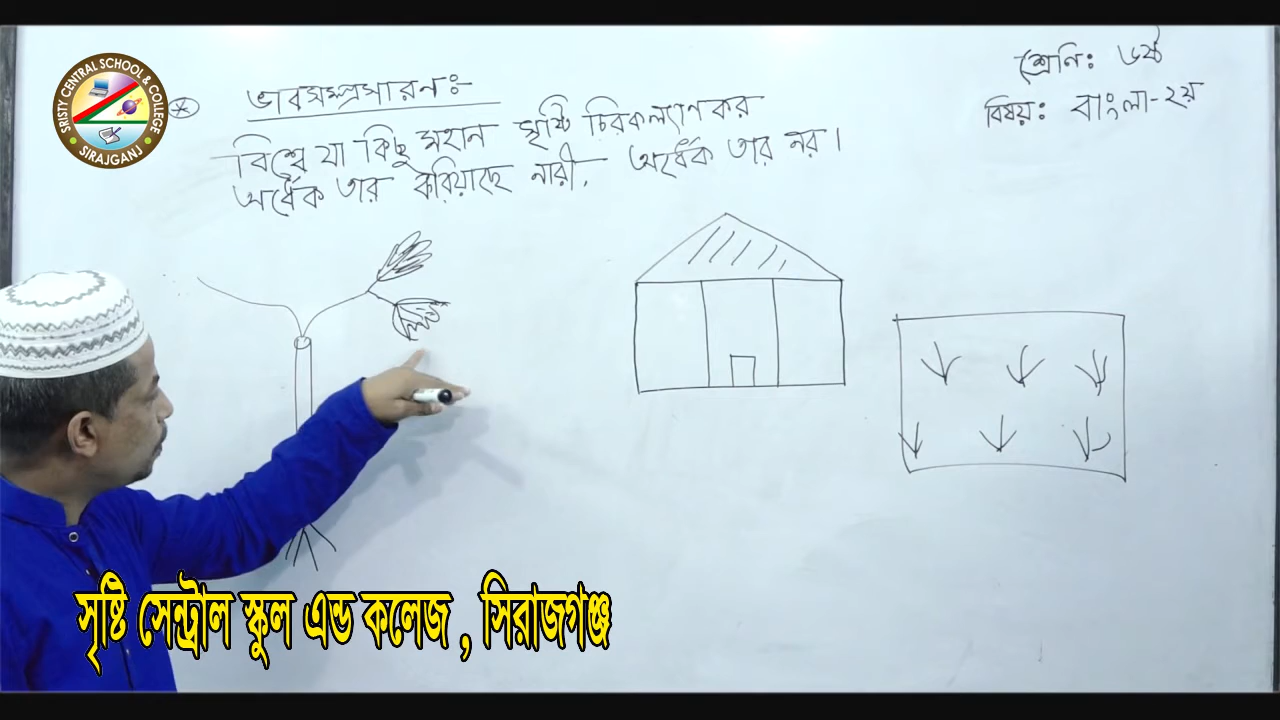 SRISTY CENTRAL SCHOOL & COLLEGE
SIRAJGANJ
শ্রেণি: ৬ষ্ঠ
বিষয়: বাংলা-২য়
ভাবসম্প্রসারণঃ-
বিশ্বে যা কিছু মহান সৃষ্টি চিরকল্যাণকর
অর্ধেক তার করিয়াছে নারী, অর্ধেক তার নর।
সৃষ্টি সেন্ট্রাল স্কুল এন্ড কলেজ , সিরাজগঞ্জ